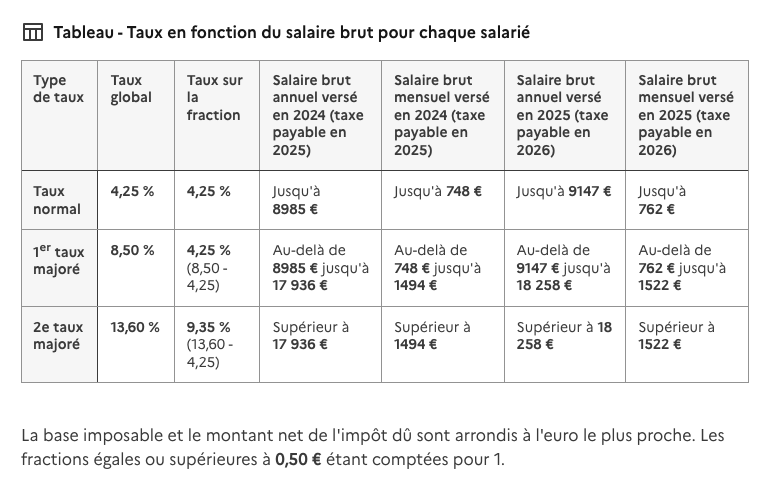 Tableau - Taux en fonction du salaire brut pour chaque salarié
Type
de taux
Taux
global
Taux sur
la
fraction
Salaire brut
annuel versé
en 2024 (taxe
payable en
2025)
Salaire brut
mensuel versé
en 2024 (taxe
payable en
2025)
Salaire brut
annuel versé
en 2025 (taxe
payable en
2026)
Salaire brut
mensuel versé
en 2025 (taxe
payable en
2026)
Taux
normal
4,25 %
4,25 %
Jusqu'à
8985 €
Jusqu'à 748 €
Jusqu'à 9147 €
Jusqu'à
762 €
1er taux
majoré
8,50 %
4,25 %
(8,50 -
4,25)
Au-delà de
8985 € jusqu'à
17 936 €
Au-delà de
748 € jusqu'à
1494 €
Au-delà de
9147 € jusqu'à
18 258 €
Au-delà de
762 € jusqu'à
1522 €
2e taux
majoré
13,60 %
9,35 %
(13,60 -
4,25)
Supérieur à
17 936 €
Supérieur à
1494 €
Supérieur à 18
258 €
Supérieur à
1522 €
La base imposable et le montant net de l'impôt dû sont arrondis à l'euro le plus proche. Les
fractions égales ou supérieures à 0,50 € étant comptées pour 1.